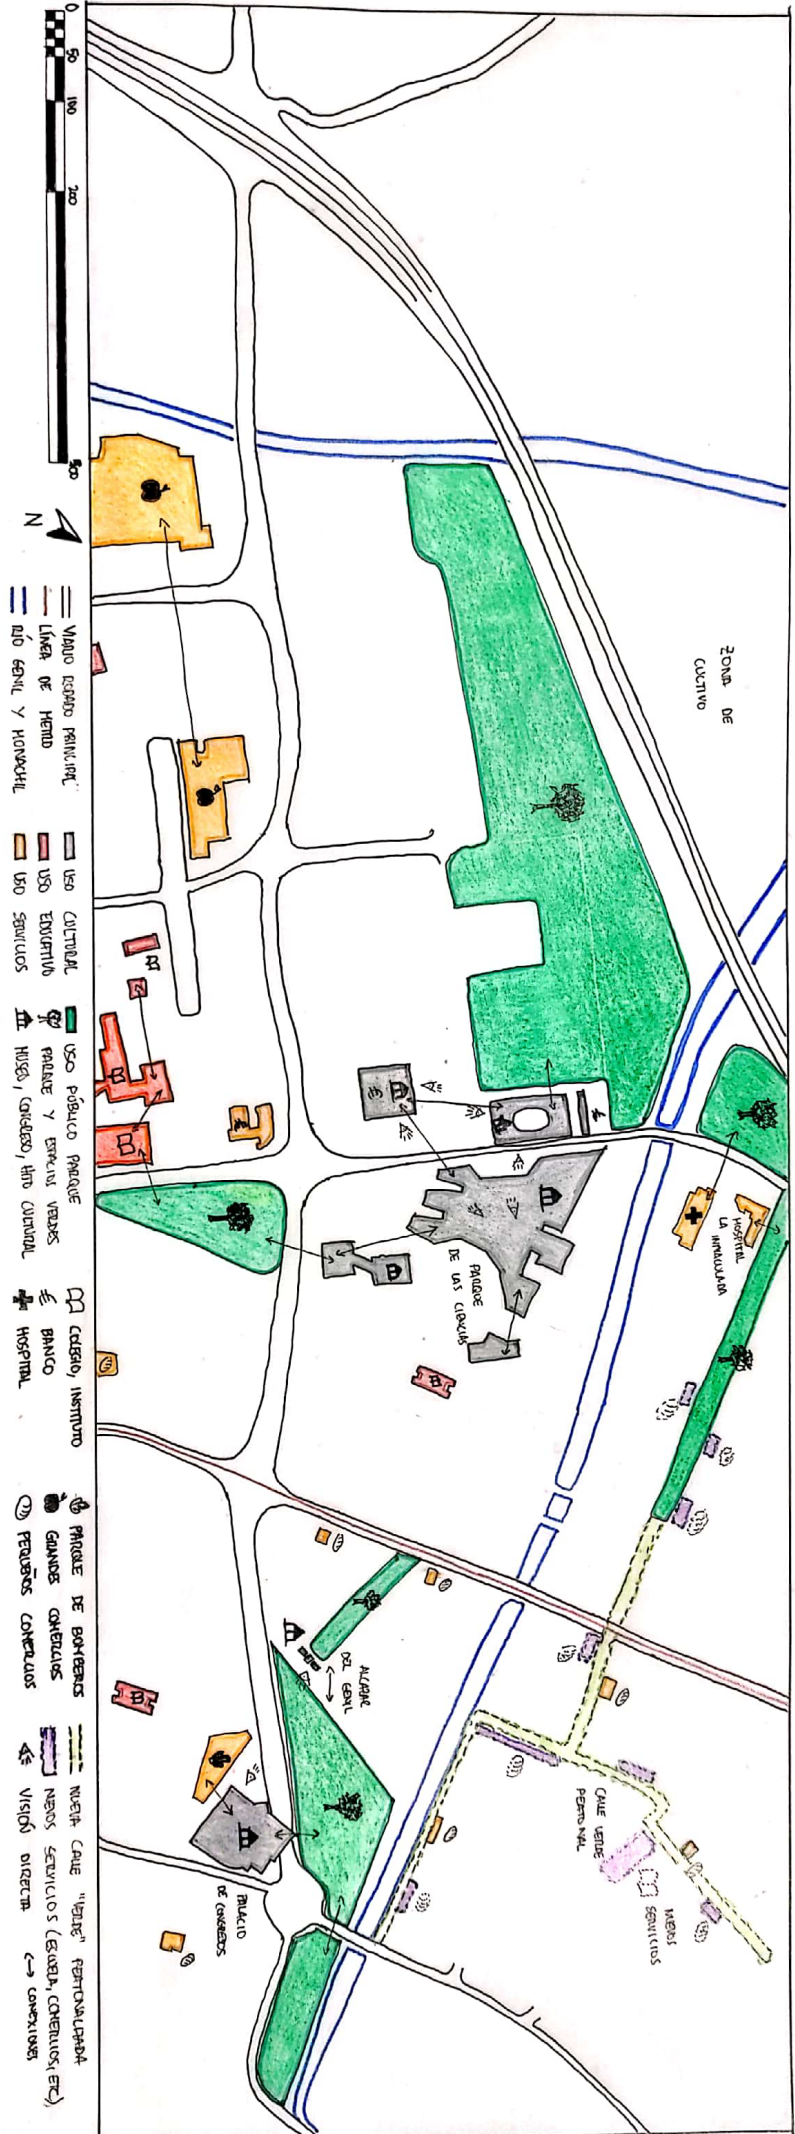 ZONA DE
CULTIVO
HOSPITAL
LA INMACULADA
PARQUE
DE LAS CIENCIAS
ALCÁZAR
DEL GENIL
CALLE VERDE
PEATONAL
NUEVOS
SERVICIOS
PALACIO
DE CONGRESOS
0 50 100 200 500
N
VIARIO RODADO PRINCIPAL
LÍNEA DE METRO
RÍO GENIL Y MONACHIL
USO CULTURAL
USO EDUCATIVO
USO SERVICIOS
USO PÚBLICO PARQUE
PARQUE Y ESPACIOS VERDES
MUSEO, CONGRESO, HITO CULTURAL
COLEGIO, INSTITUTO
BANCO
HOSPITAL
PARQUE DE BOMBEROS
GRANDES COMERCIOS
PEQUEÑOS COMERCIOS
NUEVA CALLE "VERDE" PEATONALIZADA
NUEVOS SERVICIOS (ESCUELA, COMERCIOS, ETC)
VISIÓN DIRECTA
CONEXIONES